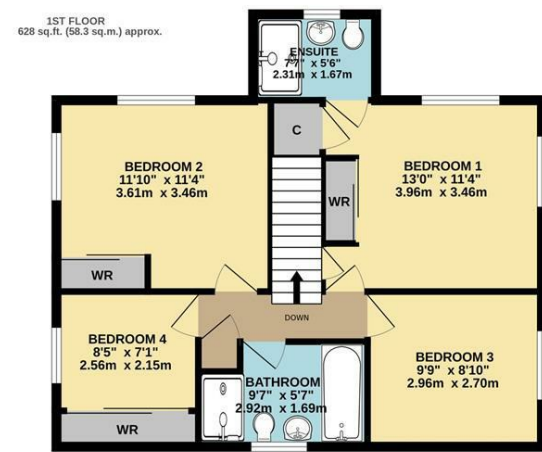 1ST FLOOR
628 sq.ft. (58.3 sq.m.) approx.
ENSUITE
7'7" x 5'6"
2.31m x 1.67m
C
BEDROOM 2
11'10" x 11'4"
3.61m x 3.46m
BEDROOM 1
13'0" x 11'4"
3.96m x 3.46m
WR
WR
DOWN
BEDROOM 4
8'5" x 7'1"
2.56m x 2.15m
BEDROOM 3
9'9" x 8'10"
2.96m x 2.70m
BATHROOM
9'7" x 5'7"
2.92m x 1.69m
WR